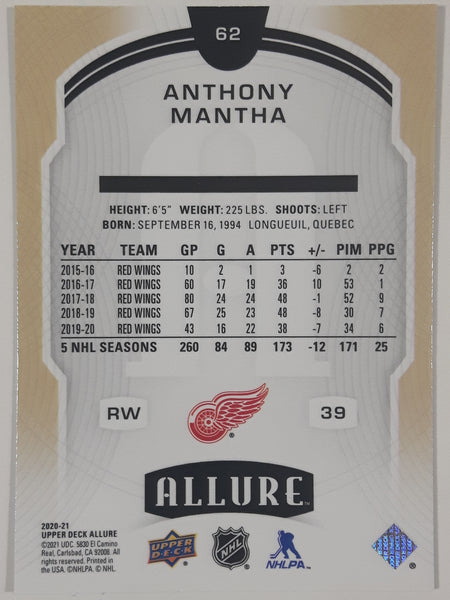 62
ANTHONY
MANTHA
HEIGHT: 6'5" WEIGHT: 225 LBS. SHOOTS: LEFT
BORN: SEPTEMBER 16, 1994 LONGUEUIL, QUEBEC
YEAR TEAM GP G A PTS +/- PIM PPG
2015-16 RED WINGS 10 2 1 3 -6 2 2
2016-17 RED WINGS 60 17 19 36 10 53 1
2017-18 RED WINGS 80 24 24 48 -1 52 9
2018-19 RED WINGS 67 25 23 48 -8 30 7
2019-20 RED WINGS 43 16 22 38 -7 34 6
5 NHL SEASONS 260 84 89 173 -12 171 25
RW 39
®
ALLURE™
2020-21
UPPER DECK ALLURE
©2021 UDC. 5830 El Camino
Real, Carlsbad, CA 92008. All
rights reserved. Printed in
the USA. ©NHLPA. © NHL.
UPPER DECK
NHL ®
NHLPA™
®